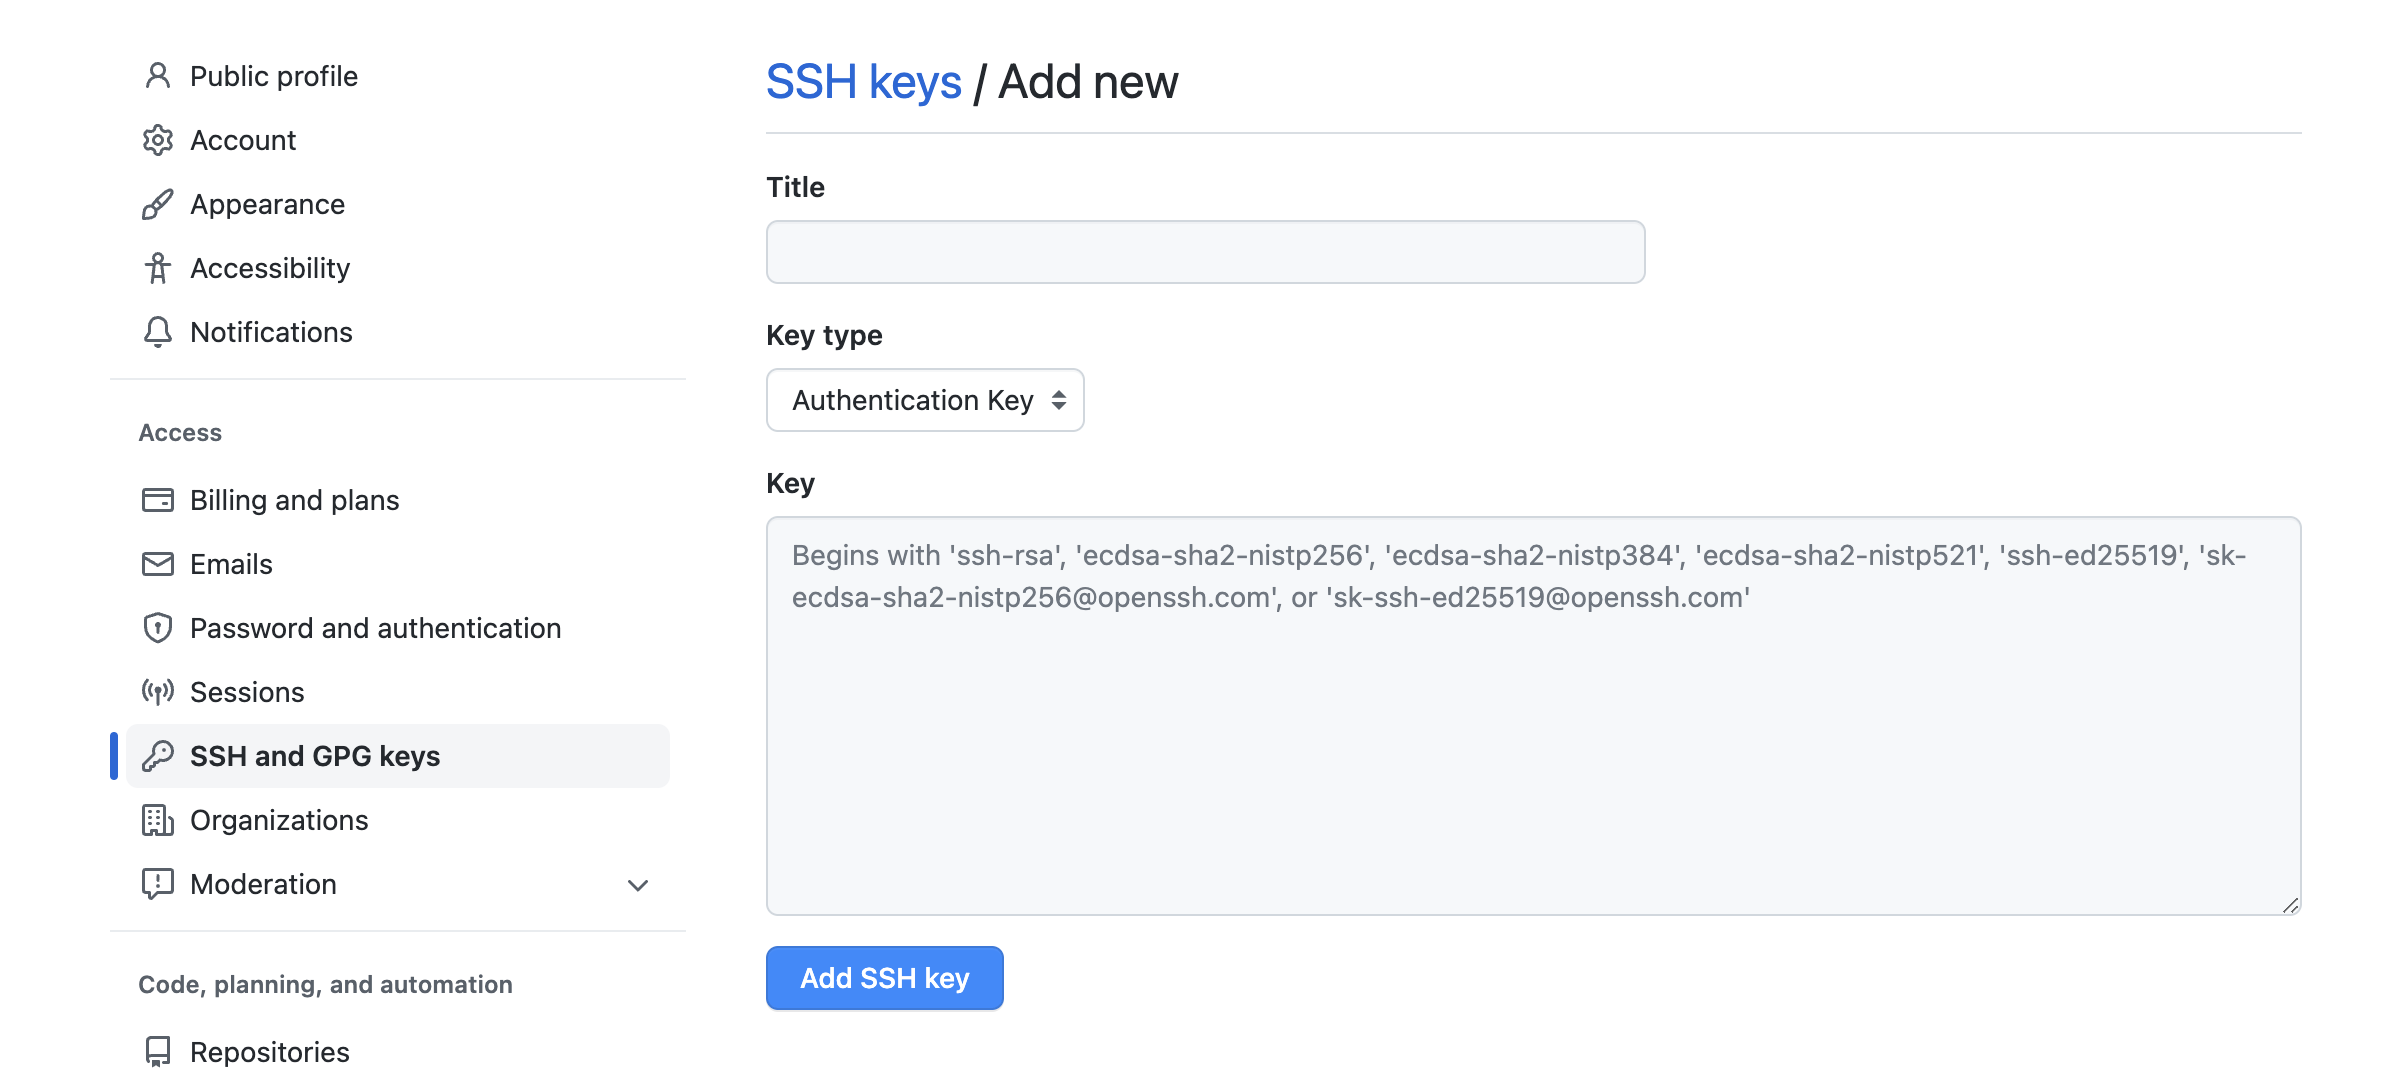 Public profile
Account
Appearance
Accessibility
Notifications
Access
Billing and plans
Emails
Password and authentication
Sessions
SSH and GPG keys
Organizations
Moderation
Code, planning, and automation
Repositories
SSH keys / Add new
Title
Key type
Authentication Key
Key
Begins with 'ssh-rsa', 'ecdsa-sha2-nistp256', 'ecdsa-sha2-nistp384', 'ecdsa-sha2-nistp521', 'ssh-ed25519', 'sk-
ecdsa-sha2-nistp256@openssh.com', or 'sk-ssh-ed25519@openssh.com'
Add SSH key